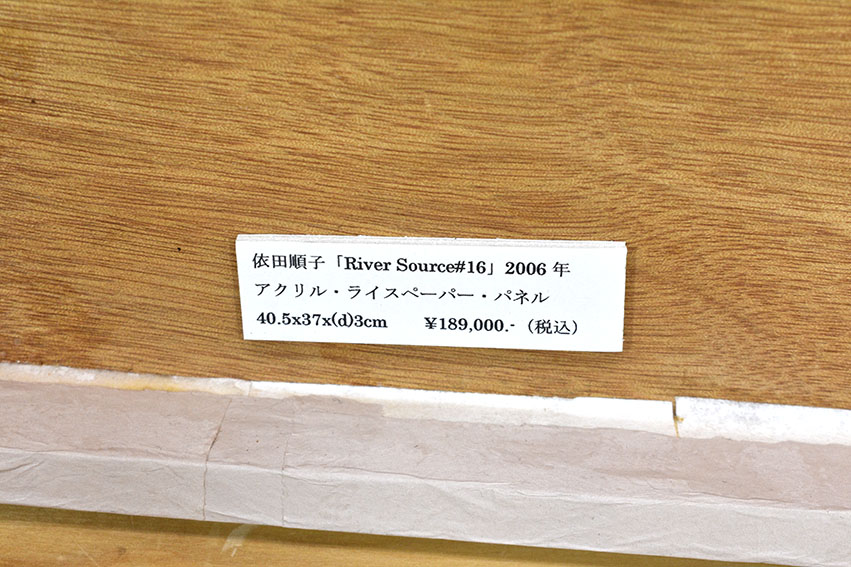 依田順子「River Source#16」2006 年
アクリル・ライスペーパー・パネル
40.5x37x(d)3cm ¥189,000.-（税込）